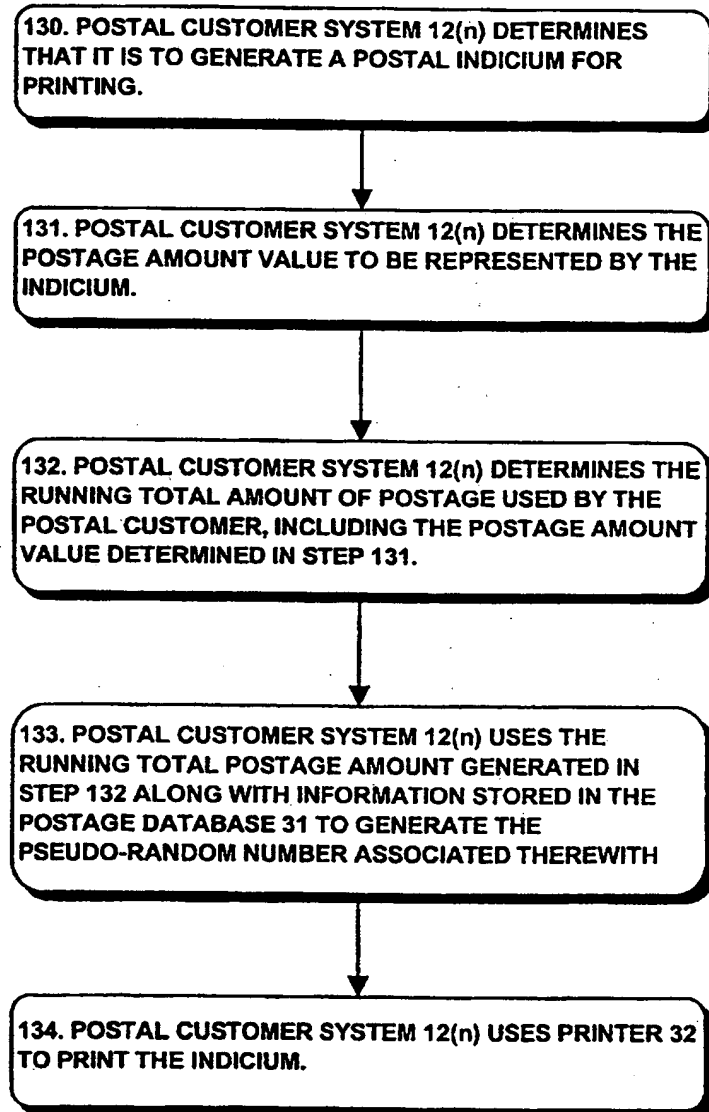 130. POSTAL CUSTOMER SYSTEM 12(n) DETERMINES
THAT IT IS TO GENERATE A POSTAL INDICIUM FOR
PRINTING.
131. POSTAL CUSTOMER SYSTEM 12(n) DETERMINES THE
POSTAGE AMOUNT VALUE TO BE REPRESENTED BY THE
INDICIUM.
132. POSTAL CUSTOMER SYSTEM 12(n) DETERMINES THE
RUNNING TOTAL AMOUNT OF POSTAGE USED BY THE
POSTAL CUSTOMER, INCLUDING THE POSTAGE AMOUNT
VALUE DETERMINED IN STEP 131.
133. POSTAL CUSTOMER SYSTEM 12(n) USES THE
RUNNING TOTAL POSTAGE AMOUNT GENERATED IN
STEP 132 ALONG WITH INFORMATION STORED IN THE
POSTAGE DATABASE 31 TO GENERATE THE
PSEUDO-RANDOM NUMBER ASSOCIATED THEREWITH
134. POSTAL CUSTOMER SYSTEM 12(n) USES PRINTER 32
TO PRINT THE INDICIUM.